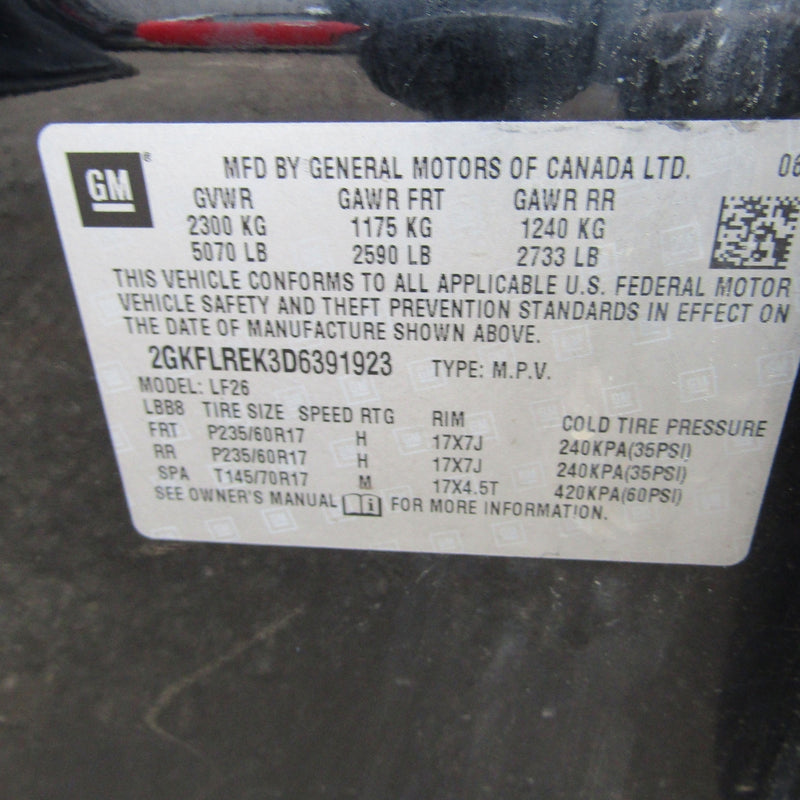 GM
MFD BY GENERAL MOTORS OF CANADA LTD. 06
GVWR GAWR FRT GAWR RR
2300 KG 1175 KG 1240 KG
5070 LB 2590 LB 2733 LB
THIS VEHICLE CONFORMS TO ALL APPLICABLE U.S. FEDERAL MOTOR
VEHICLE SAFETY AND THEFT PREVENTION STANDARDS IN EFFECT ON
THE DATE OF MANUFACTURE SHOWN ABOVE.
2GKFLREK3D6391923 TYPE: M.P.V.
MODEL: LF26
LBB8 TIRE SIZE SPEED RTG RIM COLD TIRE PRESSURE
FRT P235/60R17 H 17X7J 240KPA(35PSI)
RR P235/60R17 H 17X7J 240KPA(35PSI)
SPA T145/70R17 M 17X4.5T 420KPA(60PSI)
SEE OWNER'S MANUAL i FOR MORE INFORMATION.